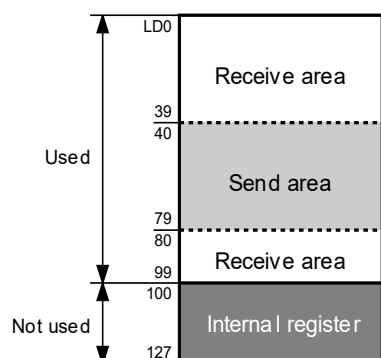 LD0
Receive area
39
40
Used
Send area
79
80
Receive area
99
100
Not used
Internal register
127